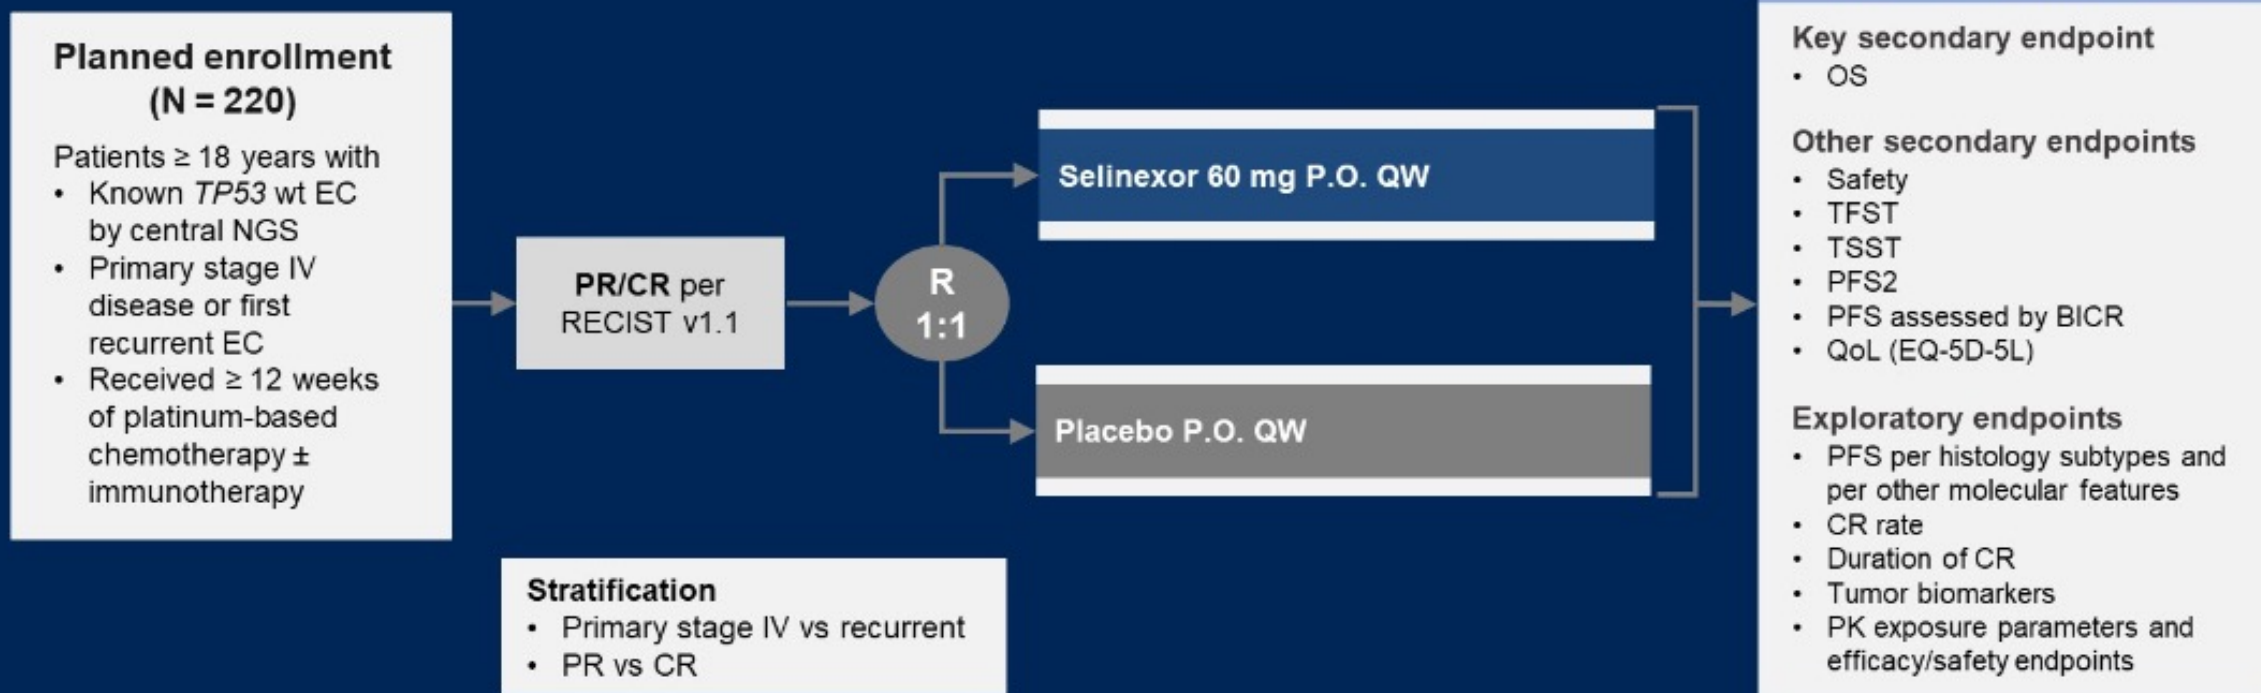 Planned enrollment
(N = 220)
Patients ≥ 18 years with
• Known TP53 wt EC
by central NGS
• Primary stage IV
disease or first
recurrent EC
• Received ≥ 12 weeks
of platinum-based
chemotherapy ±
immunotherapy
PR/CR per
RECIST v1.1
Stratification
• Primary stage IV vs recurrent
• PR vs CR
R
1:1
Selinexor 60 mg P.O. QW
Placebo P.O. QW
Key secondary endpoint
• OS
Other secondary endpoints
• Safety
• TFST
• TSST
• PFS2
• PFS assessed by BICR
• QoL (EQ-5D-5L)
Exploratory endpoints
• PFS per histology subtypes and
per other molecular features
• CR rate
• Duration of CR
• Tumor biomarkers
• PK exposure parameters and
efficacy/safety endpoints